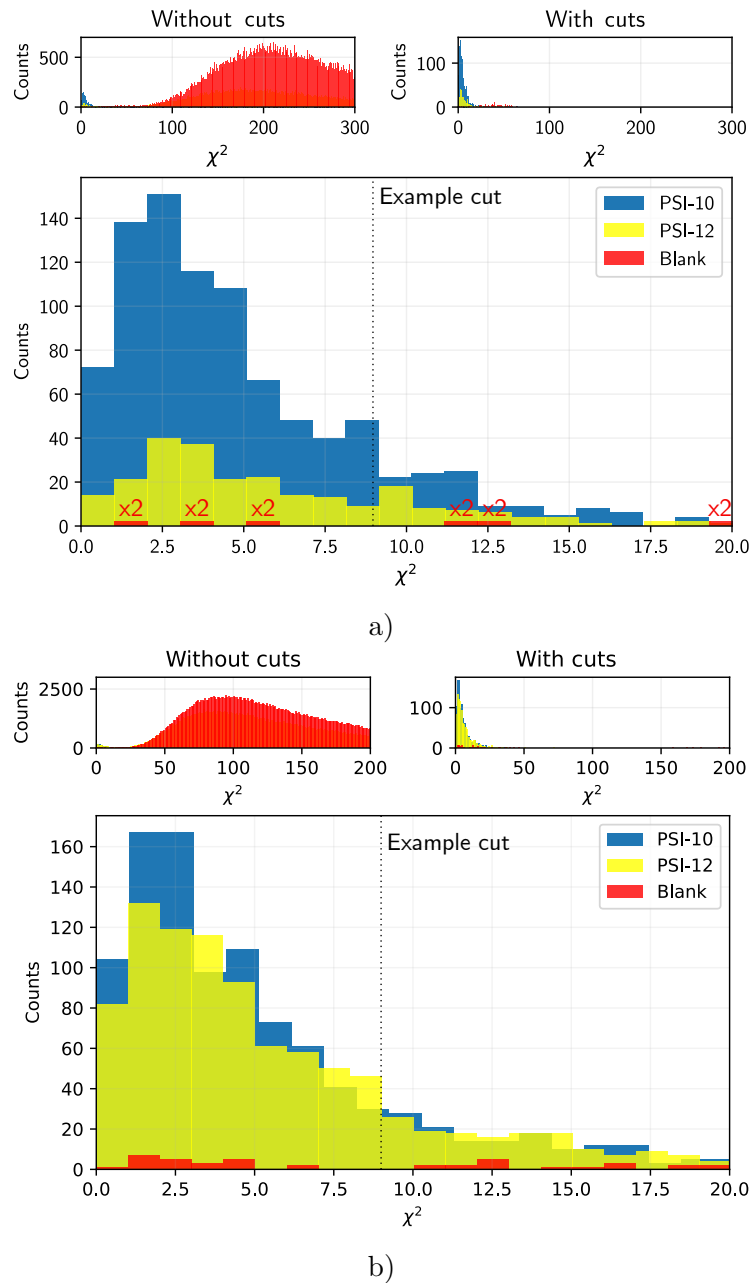 Without cuts
With cuts
Counts
500
0
0 100 200 300
χ²
Counts
100
0
0 100 200 300
χ²
Example cut
PSI-10
PSI-12
Blank
Counts
140
120
100
80
60
40
20
0
x2 x2 x2 x2 x2 x2
0.0 2.5 5.0 7.5 10.0 12.5 15.0 17.5 20.0
χ²
a)
Without cuts
With cuts
Counts
2500
0
0 50 100 150 200
χ²
Counts
100
0
0 50 100 150 200
χ²
Example cut
PSI-10
PSI-12
Blank
Counts
160
140
120
100
80
60
40
20
0
0.0 2.5 5.0 7.5 10.0 12.5 15.0 17.5 20.0
χ²
b)